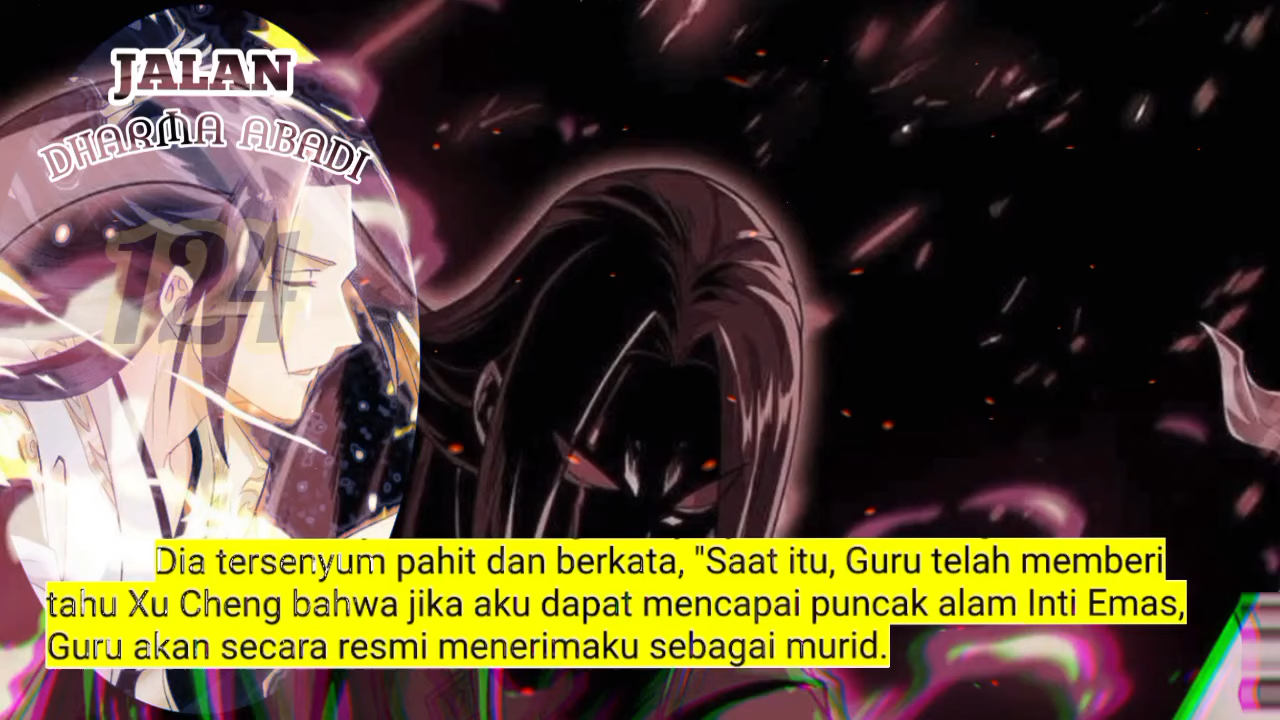 JALAN
DHARMA ABADI
124
Dia tersenyum pahit dan berkata, "Saat itu, Guru telah memberi
tahu Xu Cheng bahwa jika aku dapat mencapai puncak alam Inti Emas,
Guru akan secara resmi menerimaku sebagai murid.